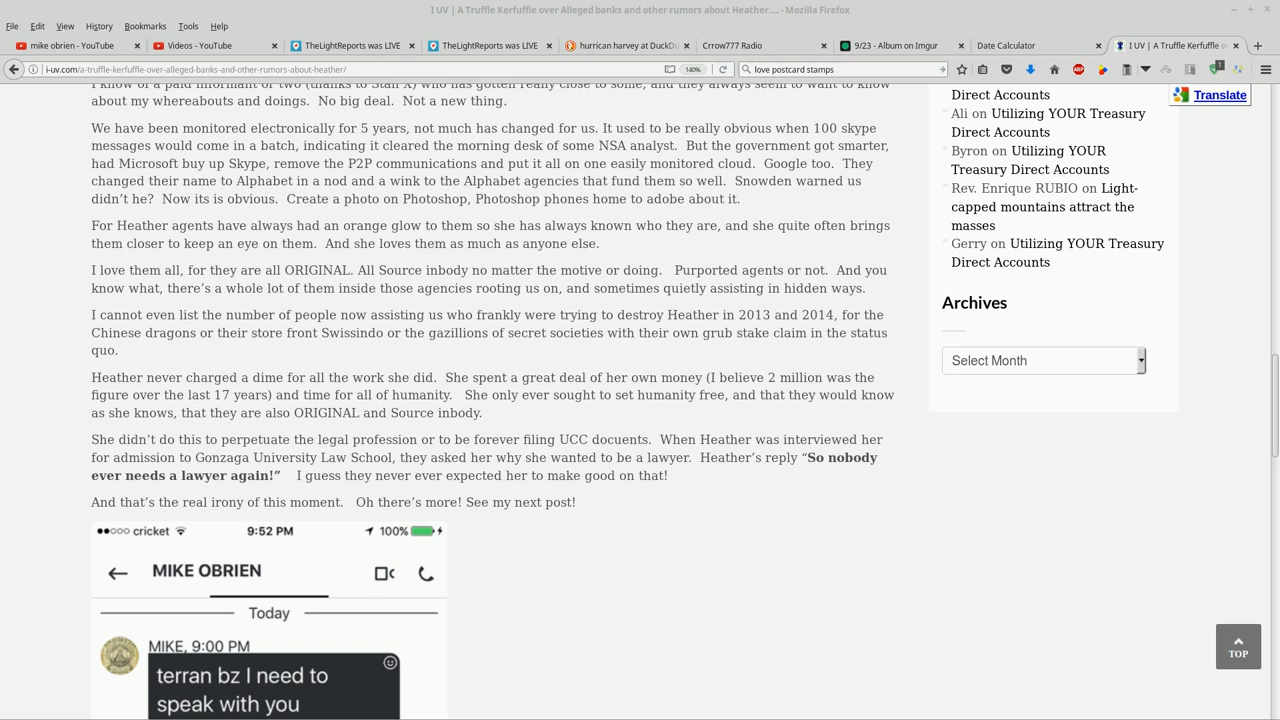 I UV | A Truffle Kerfuffle over Alleged banks and other rumors about Heather.... - Mozilla Firefox
File Edit View History Bookmarks Tools Help
mike obrien - YouTube
Videos - YouTube
TheLightReports was LIVE
TheLightReports was LIVE
hurrican harvey at DuckDu
Crrow777 Radio
9/23 - Album on Imgur
Date Calculator
I UV | A Truffle Kerfuffle o
i-uv.com/a-truffle-kerfuffle-over-alleged-banks-and-other-rumors-about-heather/
140%
love postcard stamps
ABP
1
I know of a paid informant or two (thanks to Stan X) who has gotten really close to some, and they always seem to want to know
about my whereabouts and doings.  No big deal.  Not a new thing.
We have been monitored electronically for 5 years, not much has changed for us. It used to be really obvious when 100 skype
messages would come in a batch, indicating it cleared the morning desk of some NSA analyst.  But the government got smarter,
had Microsoft buy up Skype, remove the P2P communications and put it all on one easily monitored cloud.  Google too.  They
changed their name to Alphabet in a nod and a wink to the Alphabet agencies that fund them so well.  Snowden warned us
didn't he?  Now its is obvious.  Create a photo on Photoshop, Photoshop phones home to adobe about it.
For Heather agents have always had an orange glow to them so she has always known who they are, and she quite often brings
them closer to keep an eye on them.  And she loves them as much as anyone else.
I love them all, for they are all ORIGINAL. All Source inbody no matter the motive or doing.   Purported agents or not.  And you
know what, there's a whole lot of them inside those agencies rooting us on, and sometimes quietly assisting in hidden ways.
I cannot even list the number of people now assisting us who frankly were trying to destroy Heather in 2013 and 2014, for the
Chinese dragons or their store front Swissindo or the gazillions of secret societies with their own grub stake claim in the status
quo.
Heather never charged a dime for all the work she did.  She spent a great deal of her own money (I believe 2 million was the
figure over the last 17 years) and time for all of humanity.   She only ever sought to set humanity free, and that they would know
as she knows, that they are also ORIGINAL and Source inbody.
She didn't do this to perpetuate the legal profession or to be forever filing UCC docuents.  When Heather was interviewed her
for admission to Gonzaga University Law School, they asked her why she wanted to be a lawyer.  Heather's reply “So nobody
ever needs a lawyer again!”    I guess they never ever expected her to make good on that!
And that's the real irony of this moment.   Oh there's more! See my next post!
cricket 9:52 PM 100%
MIKE OBRIEN
Today
MIKE, 9:00 PM
terran bz I need to
speak with you
Direct Accounts
Ali on Utilizing YOUR Treasury
Direct Accounts
Byron on Utilizing YOUR
Treasury Direct Accounts
Rev. Enrique RUBIO on Light-
capped mountains attract the
masses
Gerry on Utilizing YOUR Treasury
Direct Accounts
Archives
Select Month
Translate
TOP